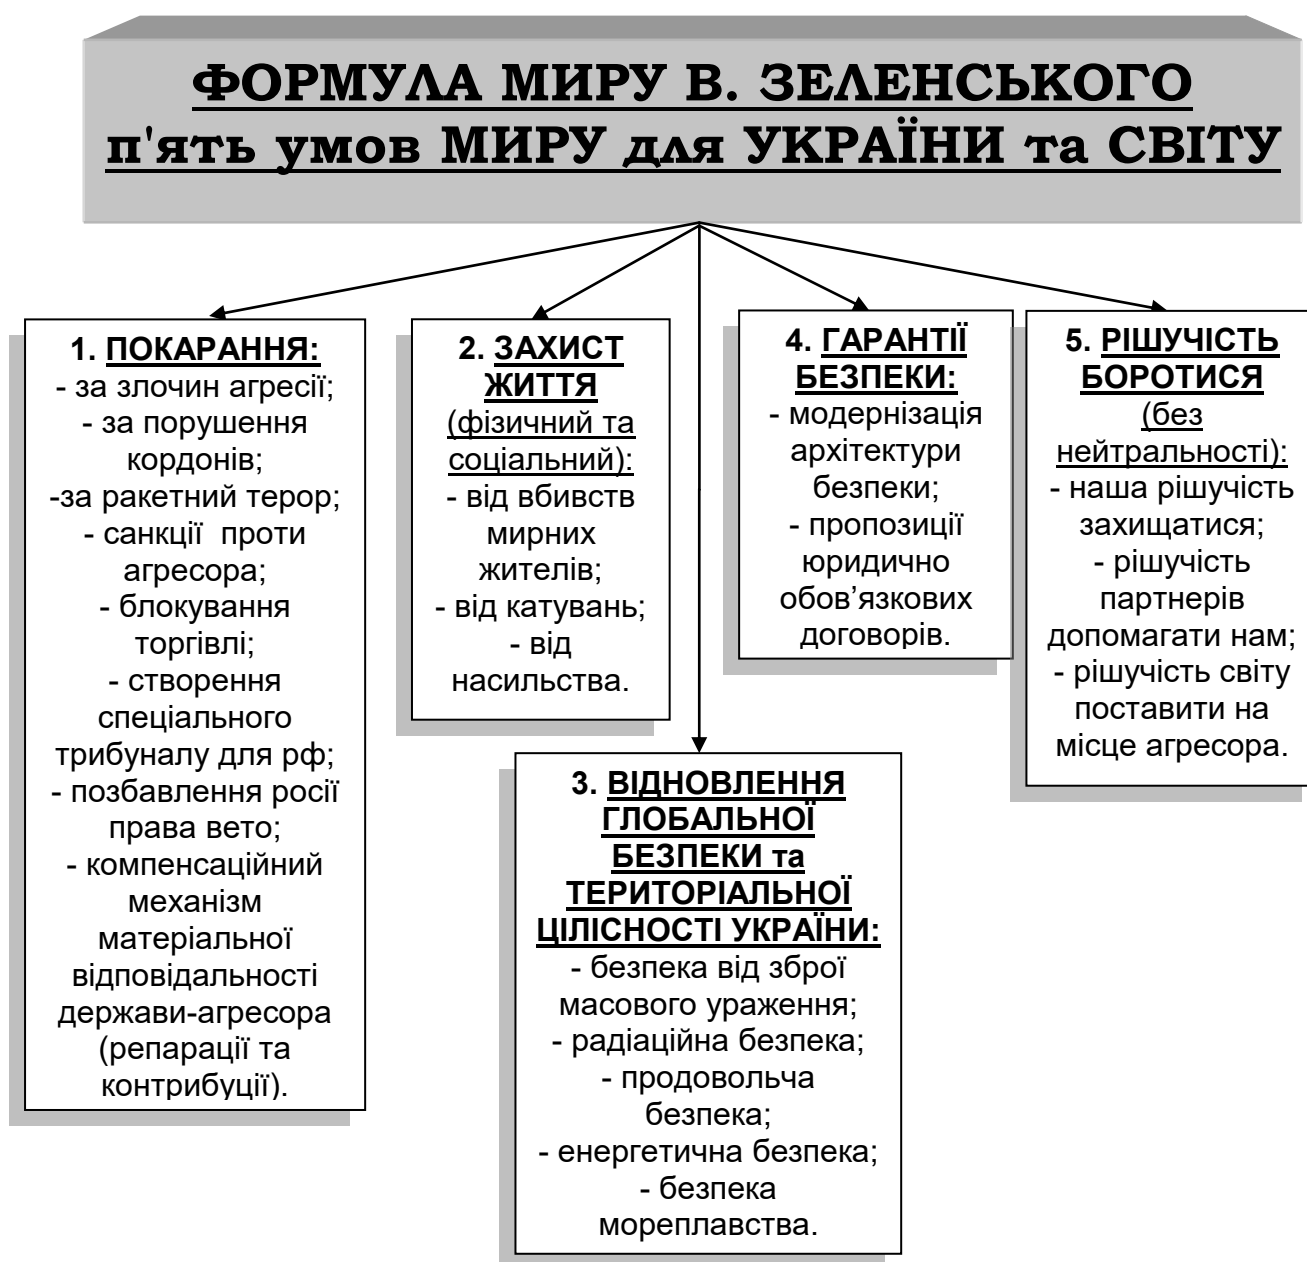 ФОРМУЛА МИРУ В. ЗЕЛЕНСЬКОГО
п'ять умов МИРУ для УКРАЇНИ та СВІТУ
1. ПОКАРАННЯ:
- за злочин агресії;
- за порушення
кордонів;
-за ракетний терор;
- санкції  проти
агресора;
- блокування
торгівлі;
- створення
спеціального
трибуналу для рф;
- позбавлення росії
права вето;
- компенсаційний
механізм
матеріальної
відповідальності
держави-агресора
(репарації та
контрибуції).
2. ЗАХИСТ
ЖИТТЯ
(фізичний та
соціальний):
- від вбивств
мирних
жителів;
- від катувань;
- від
насильства.
3. ВІДНОВЛЕННЯ
ГЛОБАЛЬНОЇ
БЕЗПЕКИ та
ТЕРИТОРІАЛЬНОЇ
ЦІЛІСНОСТІ УКРАЇНИ:
- безпека від зброї
масового ураження;
- радіаційна безпека;
- продовольча
безпека;
- енергетична безпека;
- безпека
мореплавства.
4. ГАРАНТІЇ
БЕЗПЕКИ:
- модернізація
архітектури
безпеки;
- пропозиції
юридично
обов’язкових
договорів.
5. РІШУЧІСТЬ
БОРОТИСЯ
(без
нейтральності):
- наша рішучість
захищатися;
- рішучість
партнерів
допомагати нам;
- рішучість світу
поставити на
місце агресора.